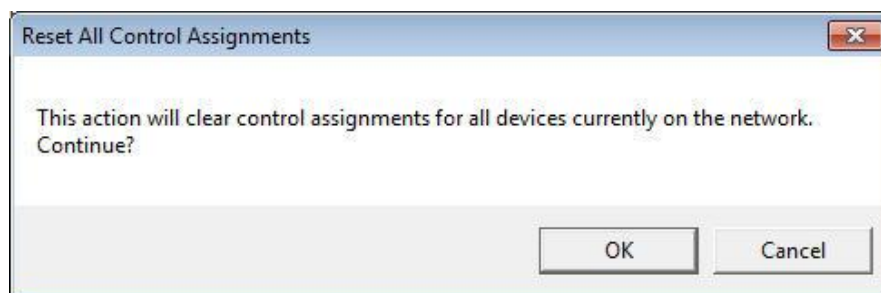 Reset All Control Assignments
This action will clear control assignments for all devices currently on the network.
Continue?
OK
Cancel